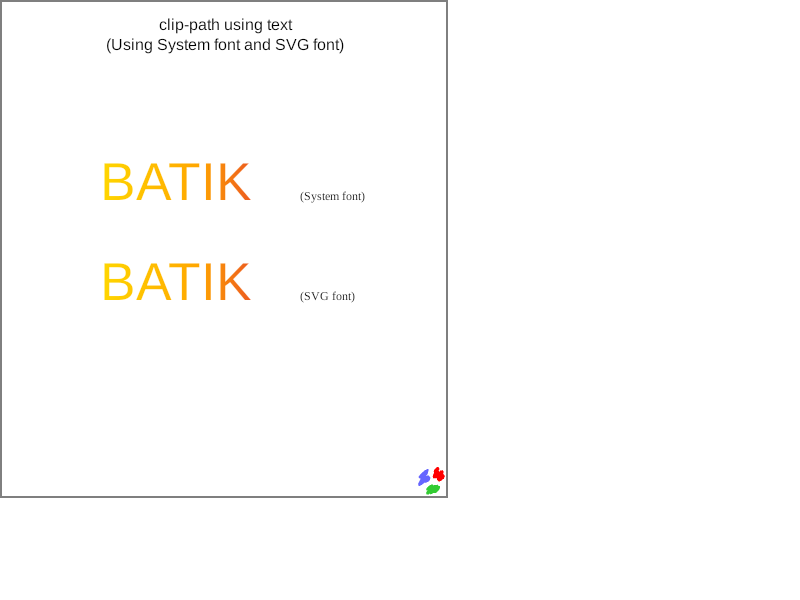 clip-path using text
(Using System font and SVG font)
BATIK (System font)
BATIK (SVG font)